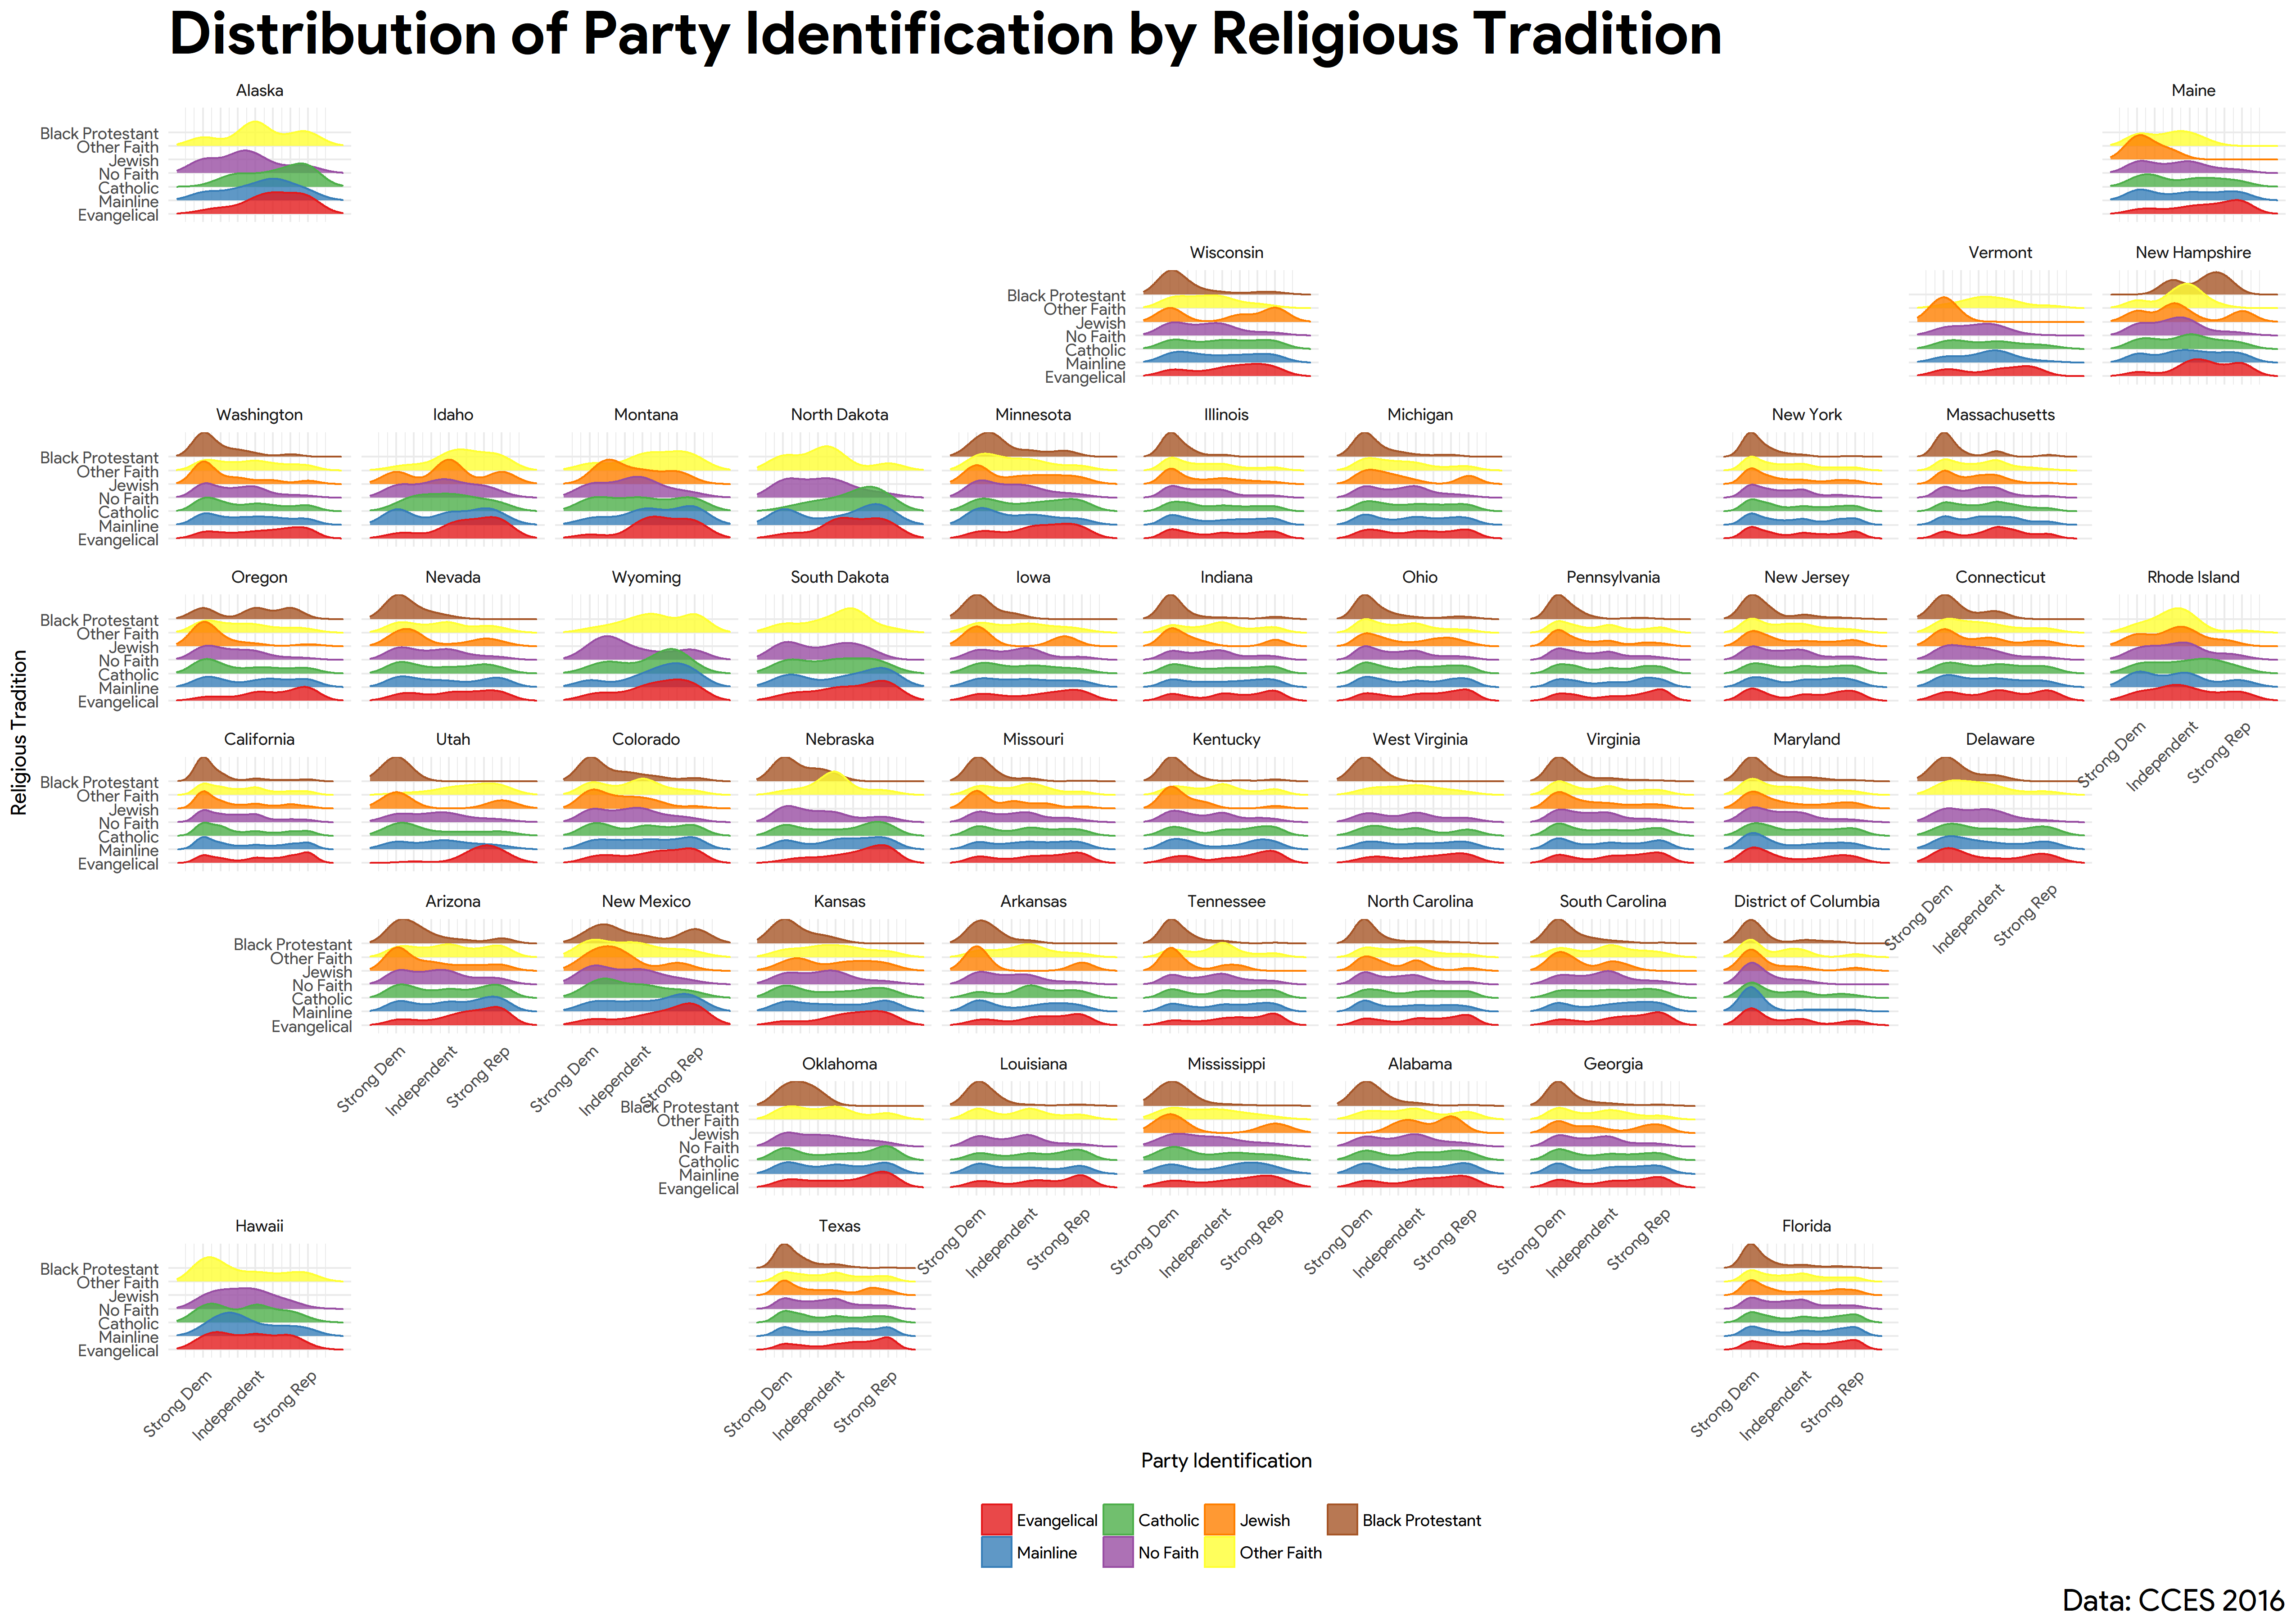 Distribution of Party Identification by Religious Tradition
Alaska
Maine
Black Protestant
Other Faith
Jewish
No Faith
Catholic
Mainline
Evangelical
Wisconsin
Vermont
New Hampshire
Black Protestant
Other Faith
Jewish
No Faith
Catholic
Mainline
Evangelical
Washington
Idaho
Montana
North Dakota
Minnesota
Illinois
Michigan
New York
Massachusetts
Black Protestant
Other Faith
Jewish
No Faith
Catholic
Mainline
Evangelical
Oregon
Nevada
Wyoming
South Dakota
Iowa
Indiana
Ohio
Pennsylvania
New Jersey
Connecticut
Rhode Island
Black Protestant
Other Faith
Jewish
No Faith
Catholic
Mainline
Evangelical
Strong Dem
Independent
Strong Rep
Religious Tradition
California
Utah
Colorado
Nebraska
Missouri
Kentucky
West Virginia
Virginia
Maryland
Delaware
Black Protestant
Other Faith
Jewish
No Faith
Catholic
Mainline
Evangelical
Strong Dem
Independent
Strong Rep
Arizona
New Mexico
Kansas
Arkansas
Tennessee
North Carolina
South Carolina
District of Columbia
Black Protestant
Other Faith
Jewish
No Faith
Catholic
Mainline
Evangelical
Strong Dem
Independent
Strong Rep
Strong Dem
Independent
Strong Rep
Oklahoma
Louisiana
Mississippi
Alabama
Georgia
Black Protestant
Other Faith
Jewish
No Faith
Catholic
Mainline
Evangelical
Strong Dem
Independent
Strong Rep
Strong Dem
Independent
Strong Rep
Strong Dem
Independent
Strong Rep
Strong Dem
Independent
Strong Rep
Hawaii
Texas
Florida
Black Protestant
Other Faith
Jewish
No Faith
Catholic
Mainline
Evangelical
Strong Dem
Independent
Strong Rep
Strong Dem
Independent
Strong Rep
Strong Dem
Independent
Strong Rep
Party Identification
Evangelical
Catholic
Jewish
Black Protestant
Mainline
No Faith
Other Faith
Data: CCES 2016